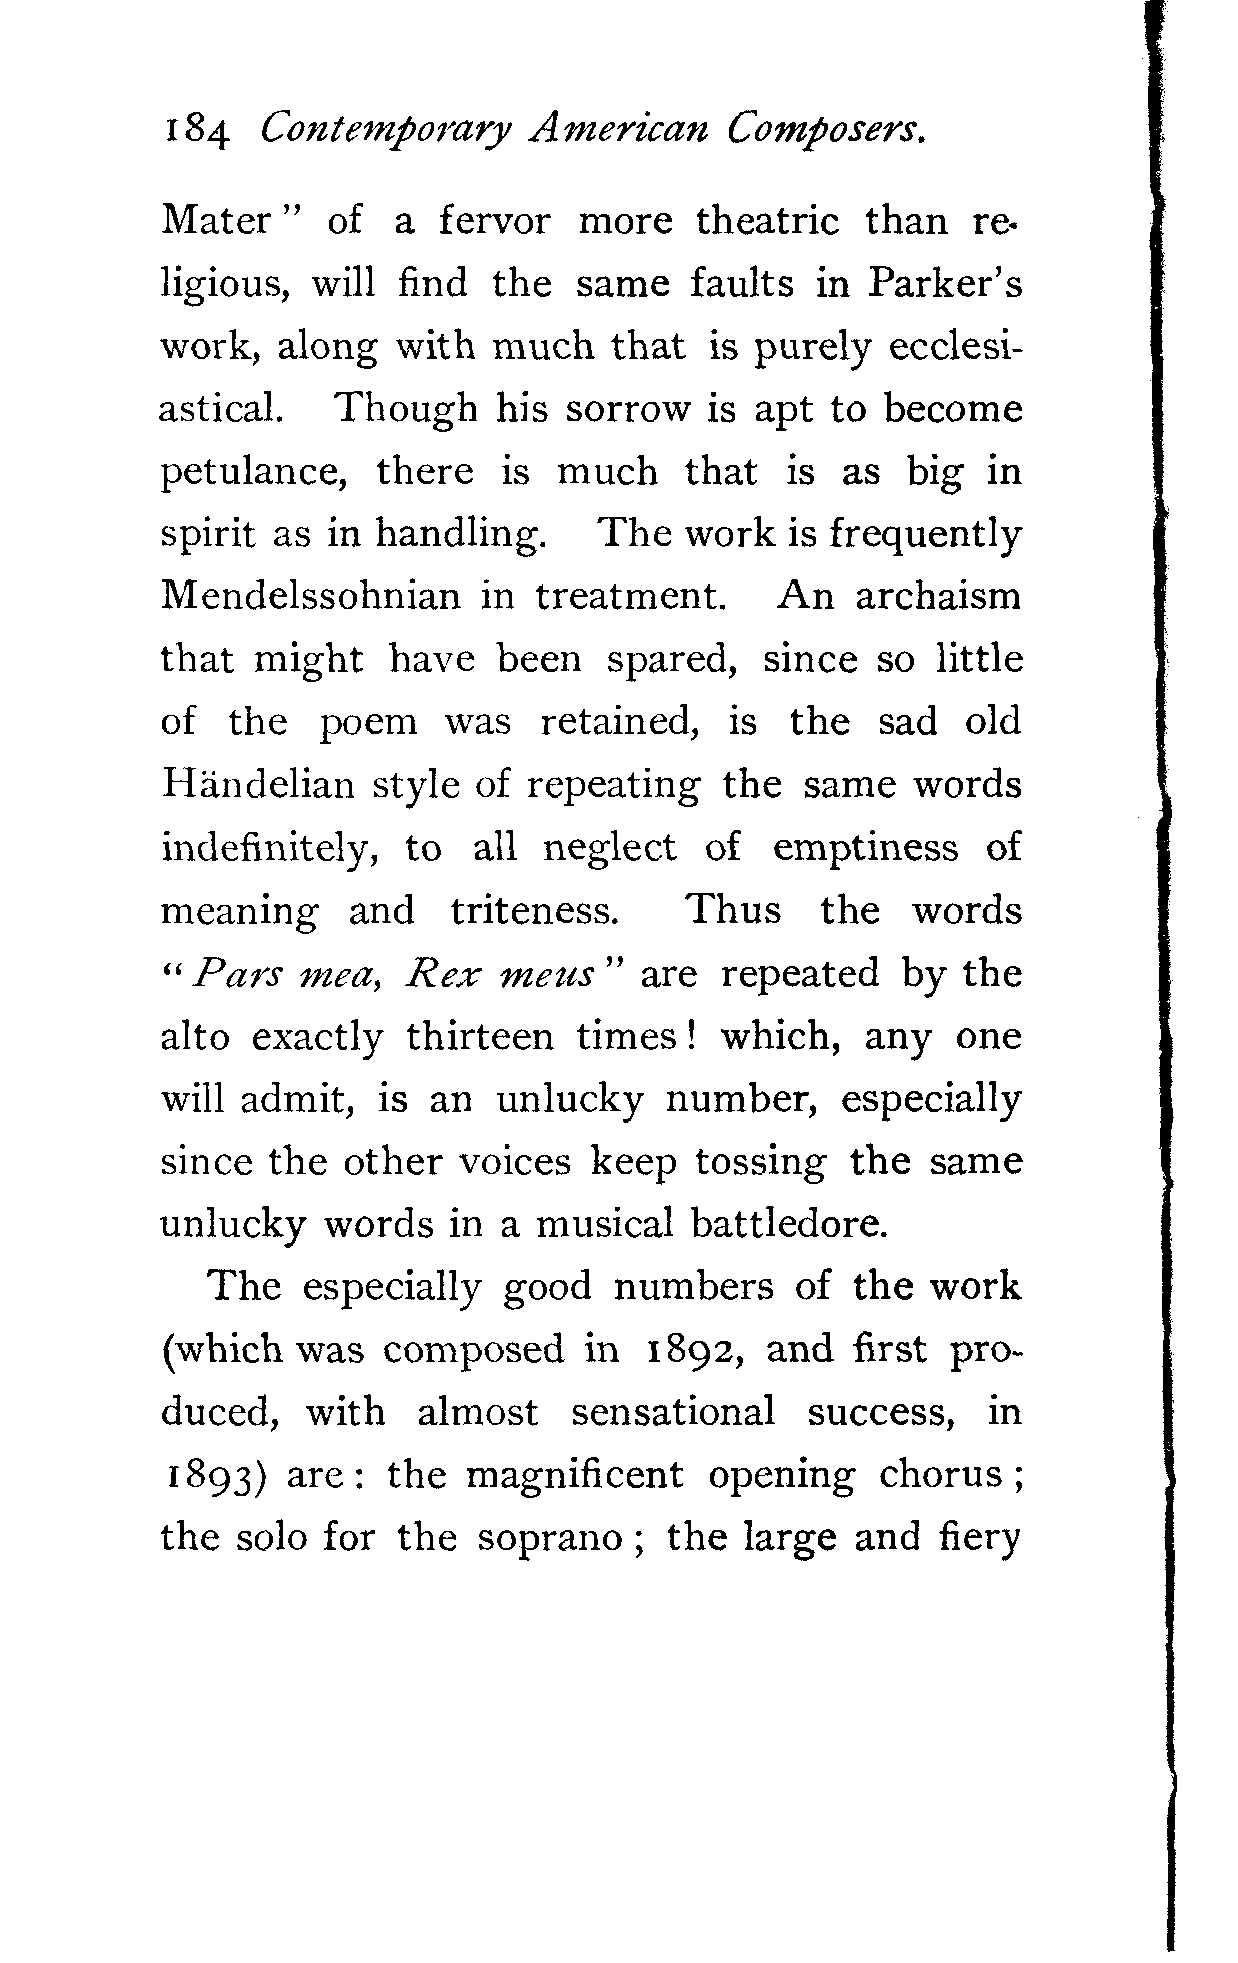 184 Contemporary American Composers.
Mater" of a fervor more theatric than re-
ligious, will find the same faults in Parker's
work, along with much that is purely ecclesi-
astical. Though his sorrow is apt to become
petulance, there is much that is as big in
spirit as in handling. The work is frequently
Mendelssohnian in treatment. An archaism
that might have been spared, since so little
of the poem was retained, is the sad old
Händelian style of repeating the same words
indefinitely, to all neglect of emptiness of
meaning and triteness. Thus the words
"Pars mea, Rex meus" are repeated by the
alto exactly thirteen times! which, any one
will admit, is an unlucky number, especially
since the other voices keep tossing the same
unlucky words in a musical battledore.
The especially good numbers of the work
(which was composed in 1892, and first pro-
duced, with almost sensational success, in
1893) are: the magnificent opening chorus;
the solo for the soprano; the large and fiery